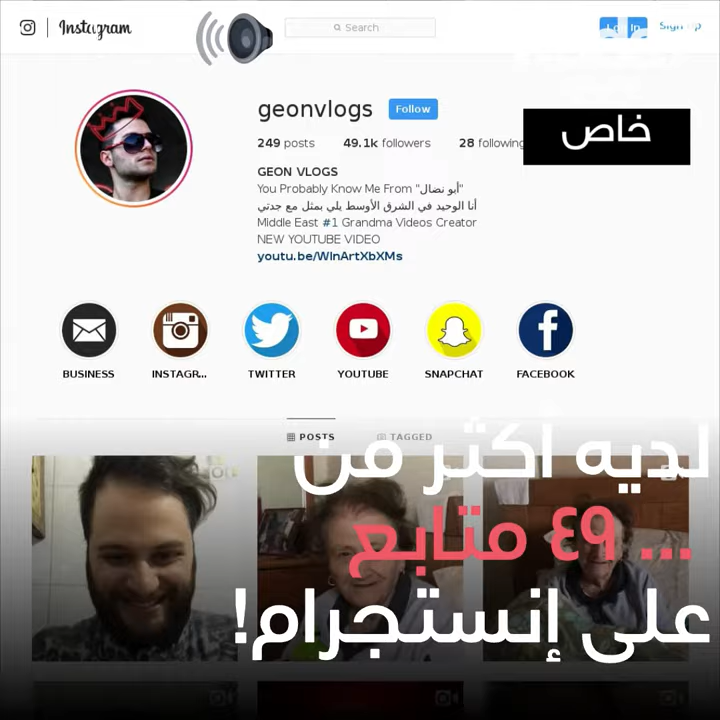 Instagram
Search
Log In
Sign Up
خاص
geonvlogs
Follow
249 posts 49.1k followers 28 following
GEON VLOGS
You Probably Know Me From "أبو نضال"
أنا الوحيد في الشرق الأوسط يلي بمثل مع جدتي
Middle East #1 Grandma Videos Creator
NEW YOUTUBE VIDEO
youtu.be/WlnArtXbXMs
BUSINESS
INSTAGR...
TWITTER
YOUTUBE
SNAPCHAT
FACEBOOK
POSTS
TAGGED
لديه أكثر من
٤٩ متابع ...
على إنستجرام!